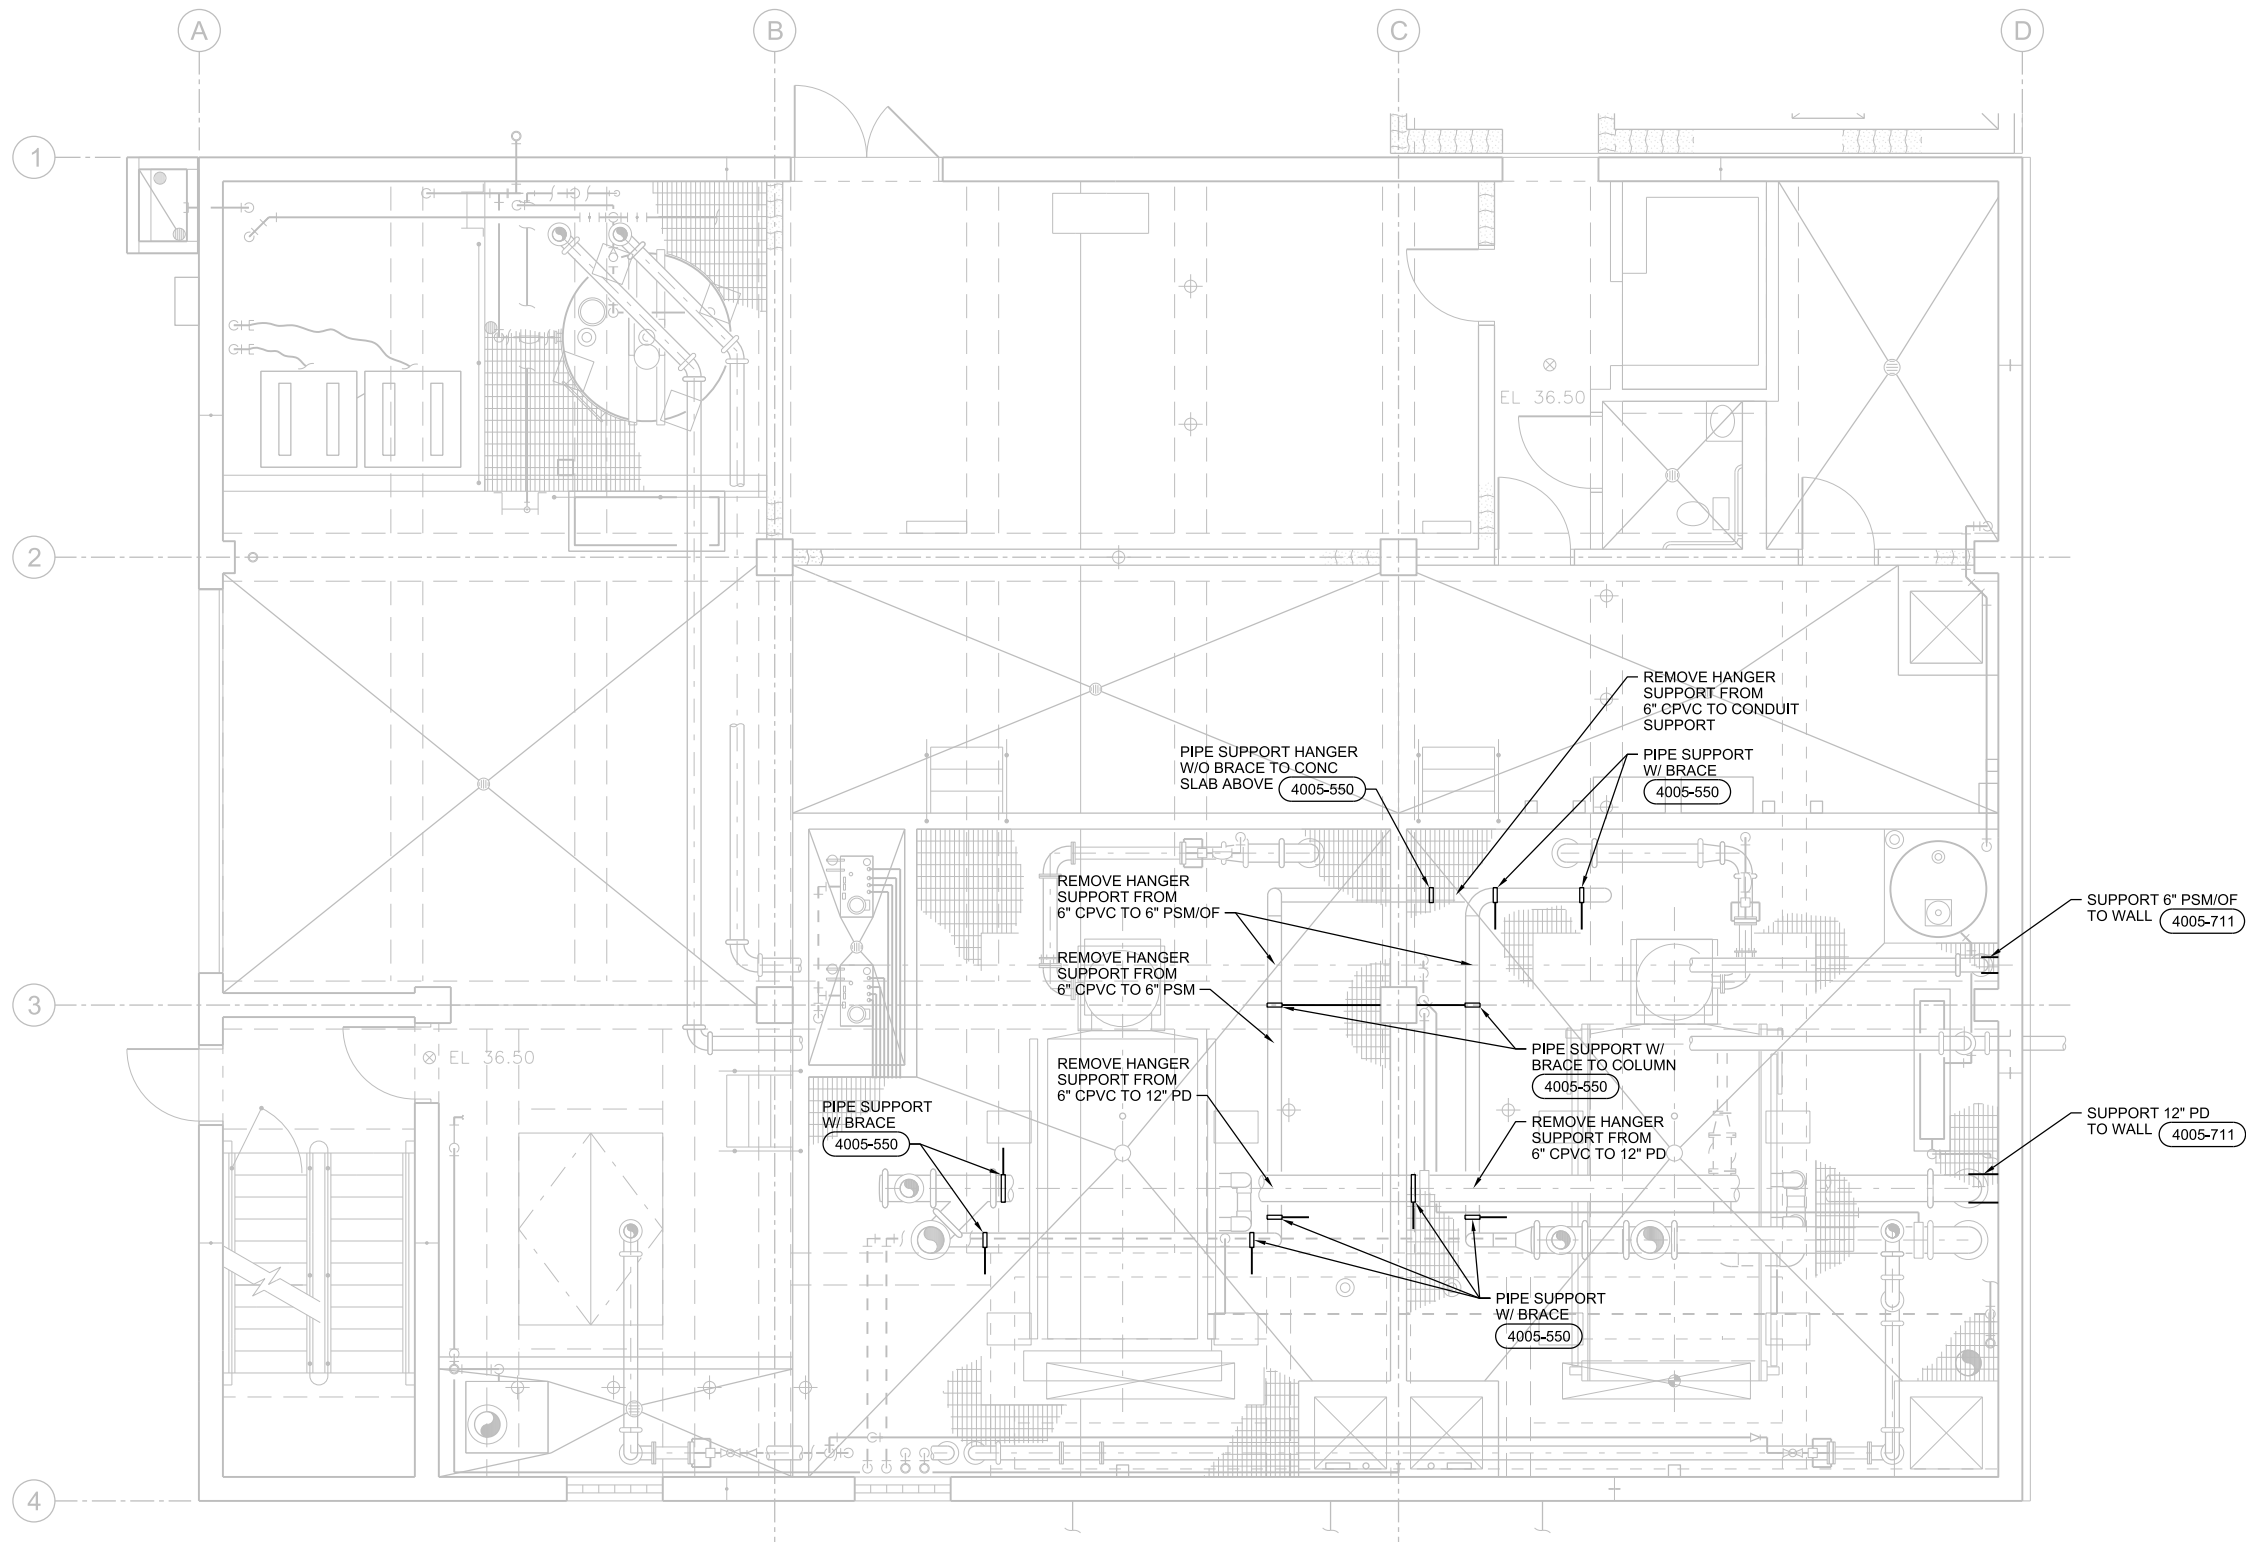 A
B
C
D
1
EL 36.50
2
REMOVE HANGER
SUPPORT FROM
6" CPVC TO CONDUIT
SUPPORT
PIPE SUPPORT HANGER
W/O BRACE TO CONC
SLAB ABOVE 4005-550
PIPE SUPPORT
W/ BRACE
4005-550
REMOVE HANGER
SUPPORT FROM
6" CPVC TO 6" PSM/OF
SUPPORT 6" PSM/OF
TO WALL 4005-711
REMOVE HANGER
SUPPORT FROM
6" CPVC TO 6" PSM
3
EL 36.50
PIPE SUPPORT W/
BRACE TO COLUMN
4005-550
REMOVE HANGER
SUPPORT FROM
6" CPVC TO 12" PD
PIPE SUPPORT
W/ BRACE
4005-550
REMOVE HANGER
SUPPORT FROM
6" CPVC TO 12" PD
SUPPORT 12" PD
TO WALL 4005-711
PIPE SUPPORT
W/ BRACE
4005-550
4